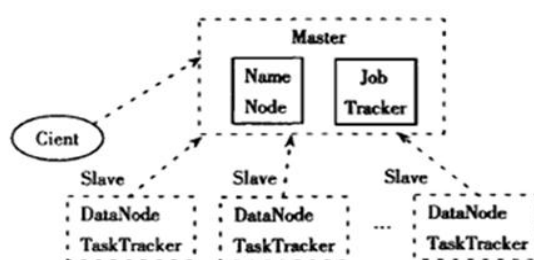 Master
Name
Node
Job
Tracker
Cient
Slave
Slave
Slave
DataNode
TaskTracker
DataNode
TaskTracker
...
DataNode
TaskTracker